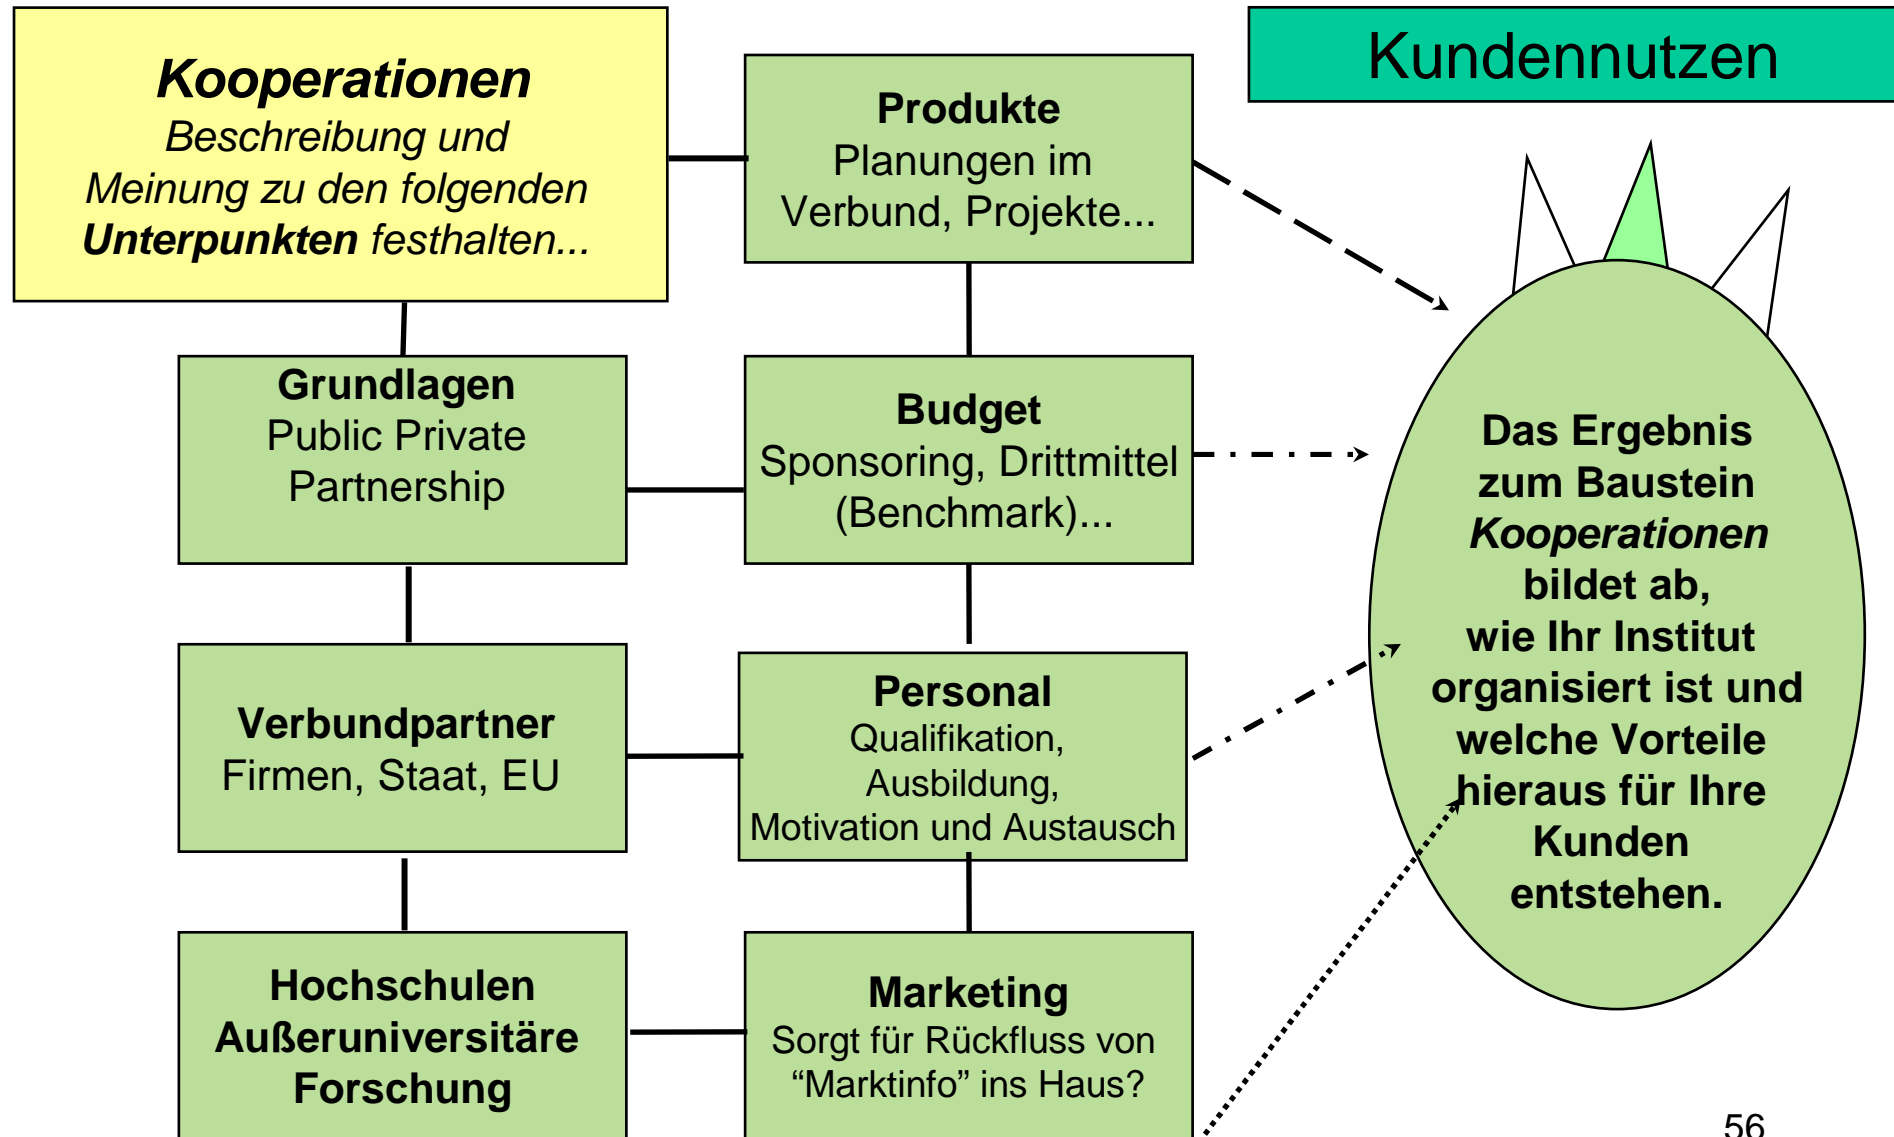 Kooperationen
Beschreibung und
Meinung zu den folgenden
Unterpunkten festhalten...
Produkte
Planungen im
Verbund, Projekte...
Kundennutzen
Grundlagen
Public Private
Partnership
Budget
Sponsoring, Drittmittel
(Benchmark)...
Verbundpartner
Firmen, Staat, EU
Personal
Qualifikation,
Ausbildung,
Motivation und Austausch
Hochschulen
Außeruniversitäre
Forschung
Marketing
Sorgt für Rückfluss von
“Marktinfo” ins Haus?
Das Ergebnis
zum Baustein
Kooperationen
bildet ab,
wie Ihr Institut
organisiert ist und
welche Vorteile
hieraus für Ihre
Kunden
entstehen.
56